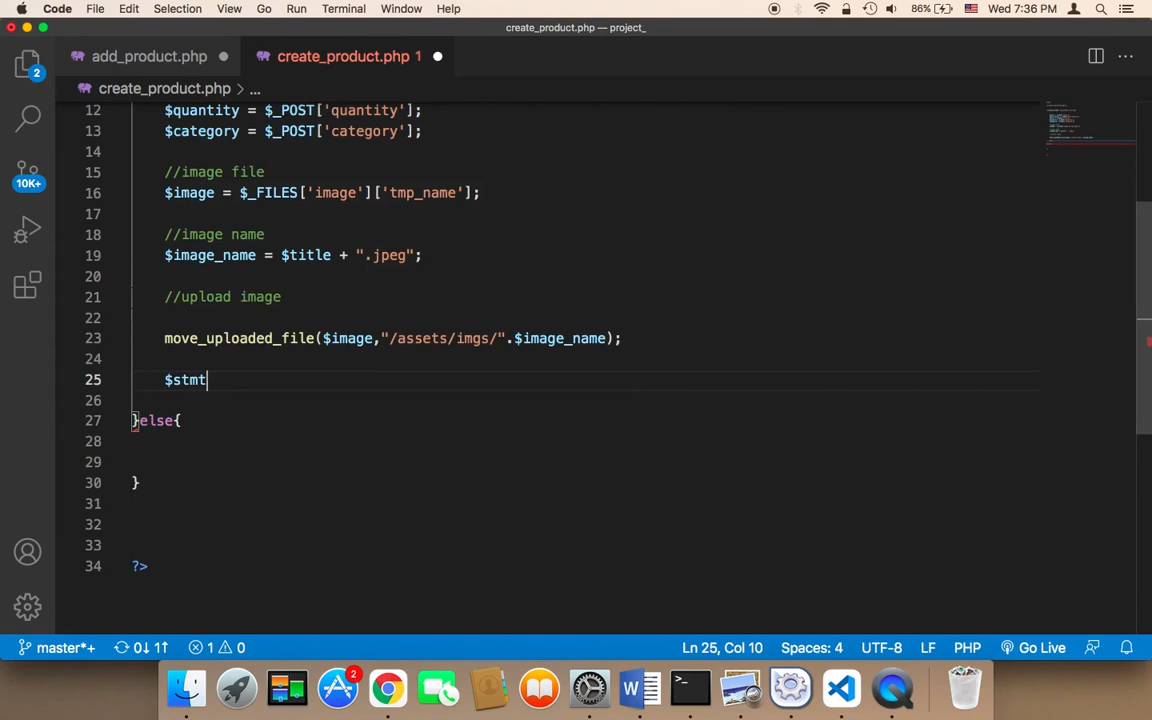 Code File Edit Selection View Go Run Terminal Window Help 86% Wed 7:36 PM
create_product.php — project_
add_product.php create_product.php 1
create_product.php > ...
2
10K+
12 $quantity = $_POST['quantity'];
13 $category = $_POST['category'];
14
15 //image file
16 $image = $_FILES['image']['tmp_name'];
17
18 //image name
19 $image_name = $title + ".jpeg";
20
21 //upload image
22
23 move_uploaded_file($image,"/assets/imgs/".$image_name);
24
25 $stmt
26
27 }else{
28
29
30 }
31
32
33
34 ?>
master*+ 0↓ 1↑ 1 0 Ln 25, Col 10 Spaces: 4 UTF-8 LF PHP Go Live
2